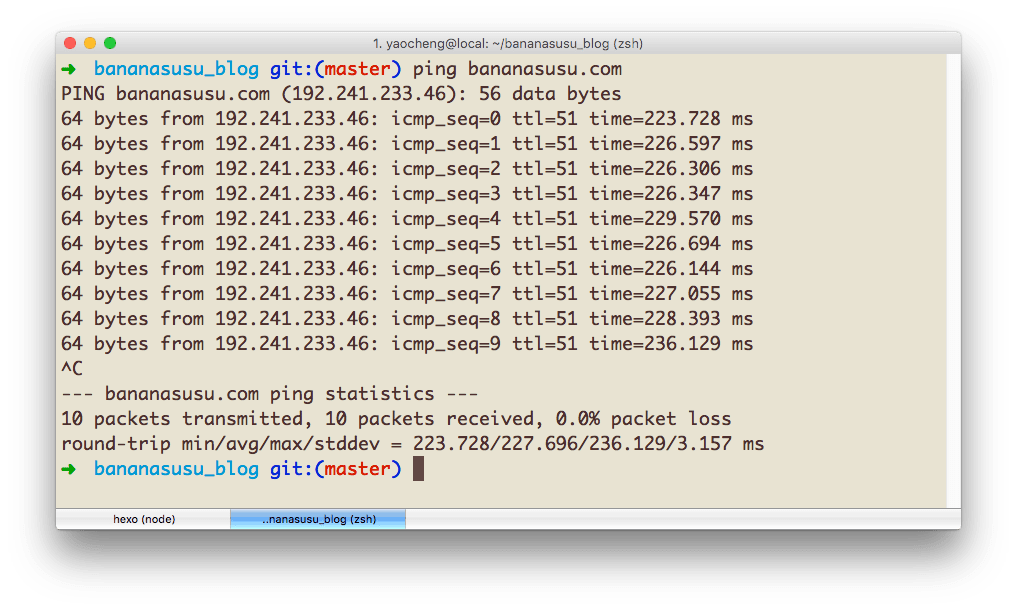 1. yaocheng@local: ~/bananasusu_blog (zsh)
➜  bananasusu_blog git:(master) ping bananasusu.com
PING bananasusu.com (192.241.233.46): 56 data bytes
64 bytes from 192.241.233.46: icmp_seq=0 ttl=51 time=223.728 ms
64 bytes from 192.241.233.46: icmp_seq=1 ttl=51 time=226.597 ms
64 bytes from 192.241.233.46: icmp_seq=2 ttl=51 time=226.306 ms
64 bytes from 192.241.233.46: icmp_seq=3 ttl=51 time=226.347 ms
64 bytes from 192.241.233.46: icmp_seq=4 ttl=51 time=229.570 ms
64 bytes from 192.241.233.46: icmp_seq=5 ttl=51 time=226.694 ms
64 bytes from 192.241.233.46: icmp_seq=6 ttl=51 time=226.144 ms
64 bytes from 192.241.233.46: icmp_seq=7 ttl=51 time=227.055 ms
64 bytes from 192.241.233.46: icmp_seq=8 ttl=51 time=228.393 ms
64 bytes from 192.241.233.46: icmp_seq=9 ttl=51 time=236.129 ms
^C
--- bananasusu.com ping statistics ---
10 packets transmitted, 10 packets received, 0.0% packet loss
round-trip min/avg/max/stddev = 223.728/227.696/236.129/3.157 ms
➜  bananasusu_blog git:(master)
hexo (node) ..nanasusu_blog (zsh)